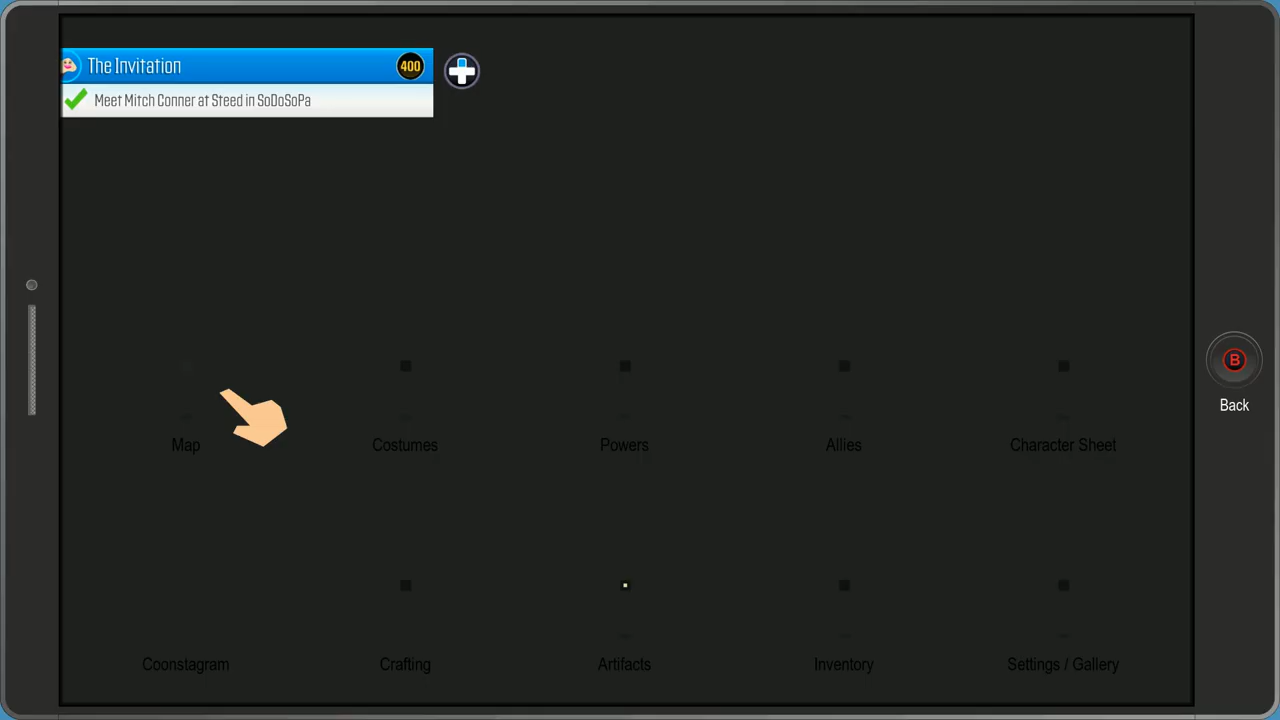 The Invitation 400
Meet Mitch Conner at Steed in SoDoSoPa
B
Back
Map Costumes Powers Allies Character Sheet
Coonstagram Crafting Artifacts Inventory Settings / Gallery